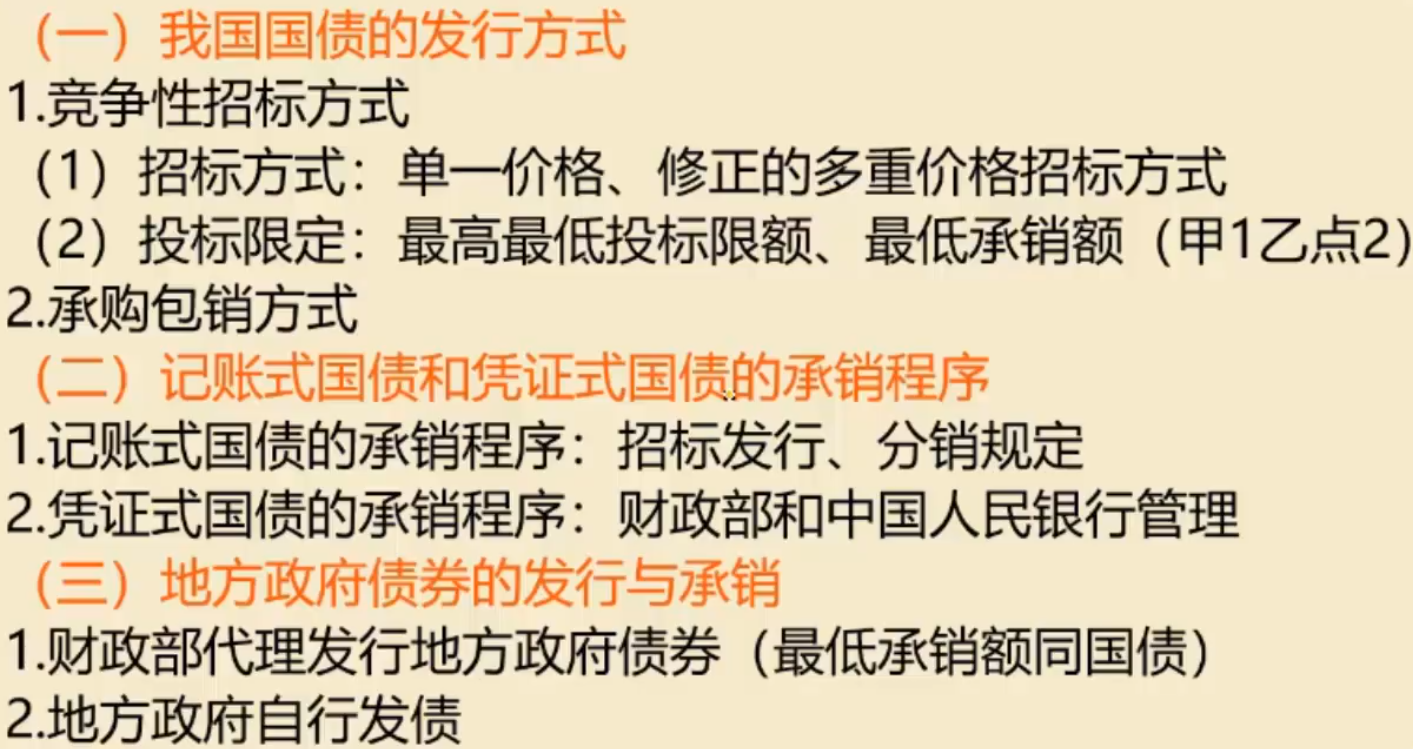 （一）我国国债的发行方式
1.竞争性招标方式
（1）招标方式：单一价格、修正的多重价格招标方式
（2）投标限定：最高最低投标限额、最低承销额（甲1乙点2）
2.承购包销方式
（二）记账式国债和凭证式国债的承销程序
1.记账式国债的承销程序：招标发行、分销规定
2.凭证式国债的承销程序：财政部和中国人民银行管理
（三）地方政府债券的发行与承销
1.财政部代理发行地方政府债券（最低承销额同国债）
2.地方政府自行发债